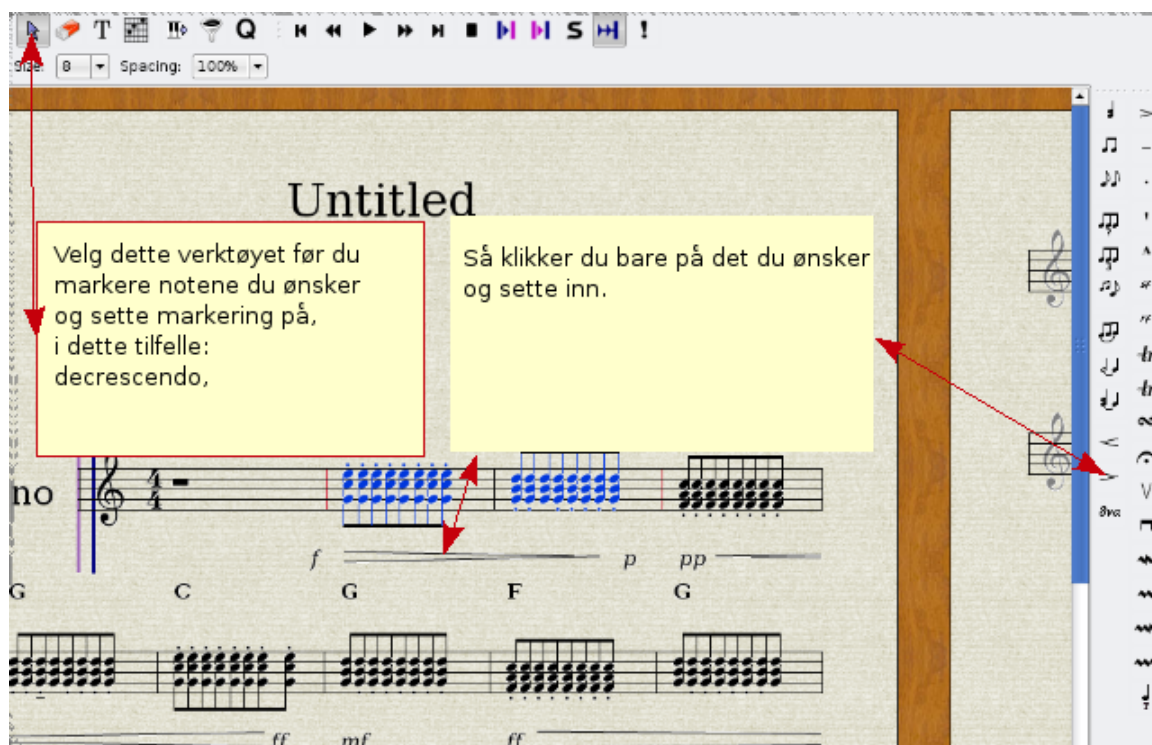 T Q S !
Size: 8 Spacing: 100%
Untitled
Velg dette verktøyet før du
markere notene du ønsker
og sette markering på,
i dette tilfelle:
decrescendo,
Så klikker du bare på det du ønsker
og sette inn.
no
f p pp
G C G F G
ff mf ff
8va